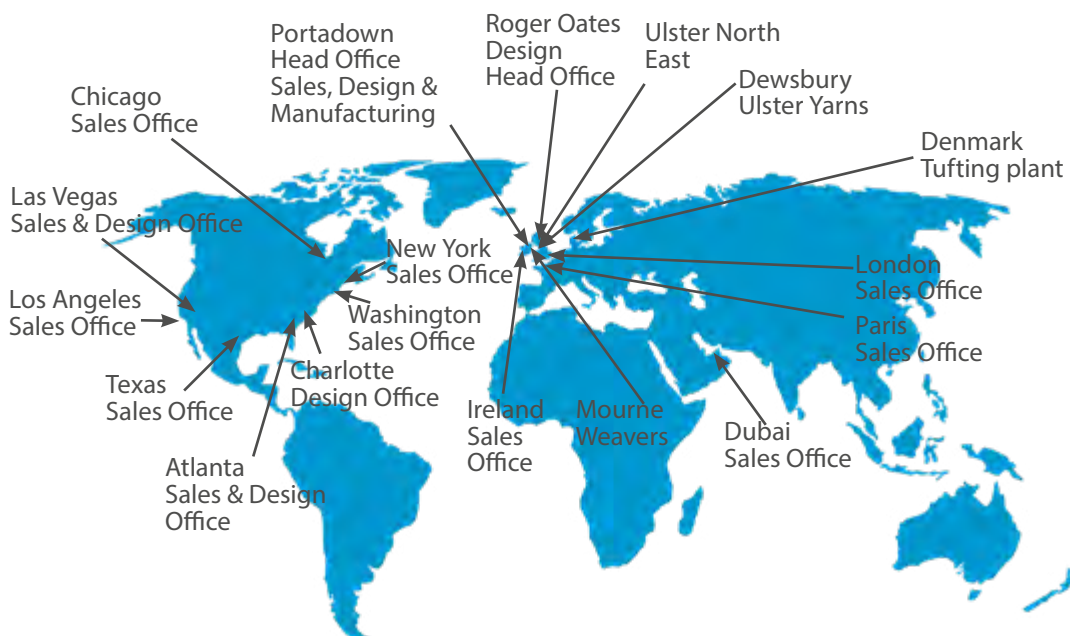 Portadown
Head Office
Sales, Design &
Manufacturing
Roger Oates
Design
Head Office
Ulster North
East
Dewsbury
Ulster Yarns
Chicago
Sales Office
Denmark
Tufting plant
Las Vegas
Sales & Design Office
New York
Sales Office
London
Sales Office
Los Angeles
Sales Office
Washington
Sales Office
Paris
Sales Office
Texas
Sales Office
Charlotte
Design Office
Ireland
Sales
Office
Mourne
Weavers
Dubai
Sales Office
Atlanta
Sales & Design
Office